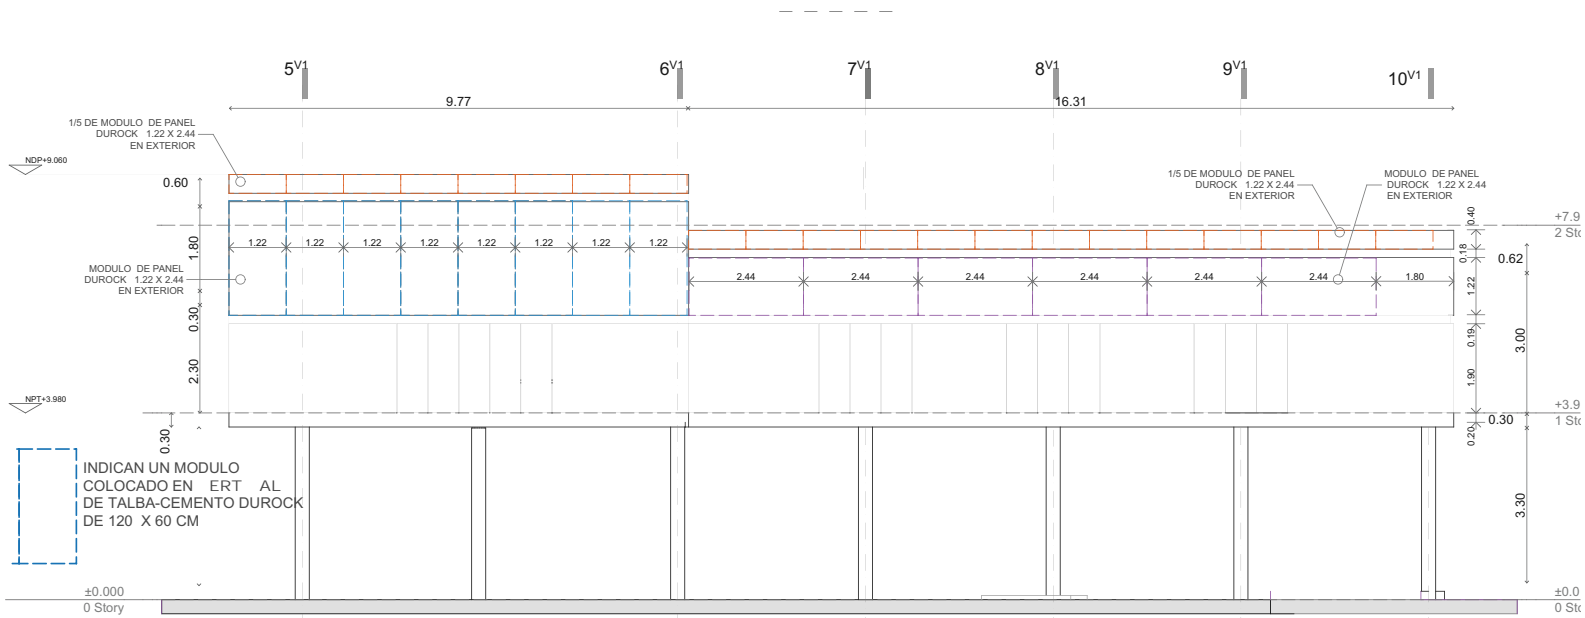 5V1
6V1
7V1
8V1
9V1
10V1
9.77
16.31
1/5 DE MODULO DE PANEL
DUROCK 1.22 X 2.44
EN EXTERIOR
NDP+9.060
0.60
1/5 DE MODULO DE PANEL
DUROCK 1.22 X 2.44
EN EXTERIOR
MODULO DE PANEL
DUROCK 1.22 X 2.44
EN EXTERIOR
0.40
+7.9
2 Sto
1.80
1.22
1.22
1.22
1.22
1.22
1.22
1.22
1.22
0.18
0.62
MODULO DE PANEL
DUROCK 1.22 X 2.44
EN EXTERIOR
2.44
2.44
2.44
2.44
2.44
2.44
1.80
1.22
0.30
0.19
3.00
2.30
1.90
NPT+3.980
+3.9
1 Sto
0.30
0.30
0.20
INDICAN UN MODULO
COLOCADO EN ERT AL
DE TALBA-CEMENTO DUROCK
DE 120 X 60 CM
3.30
±0.000
0 Story
±0.0
0 Sto